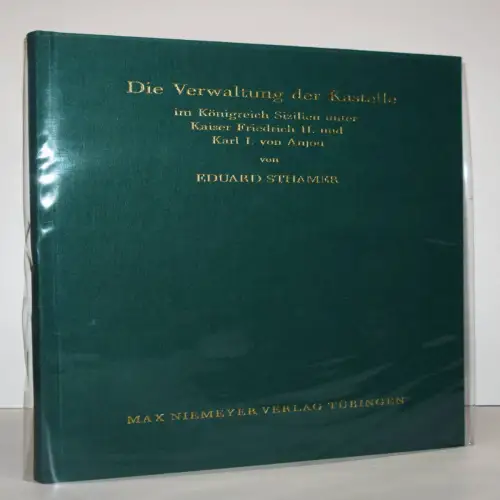 Die Verwaltung der Kastelle
im Königreich Sizilien unter
Kaiser Friedrich II. und
Karl I. von Anjou
von
EDUARD STHAMER
MAX NIEMEYER VERLAG TÜBINGEN